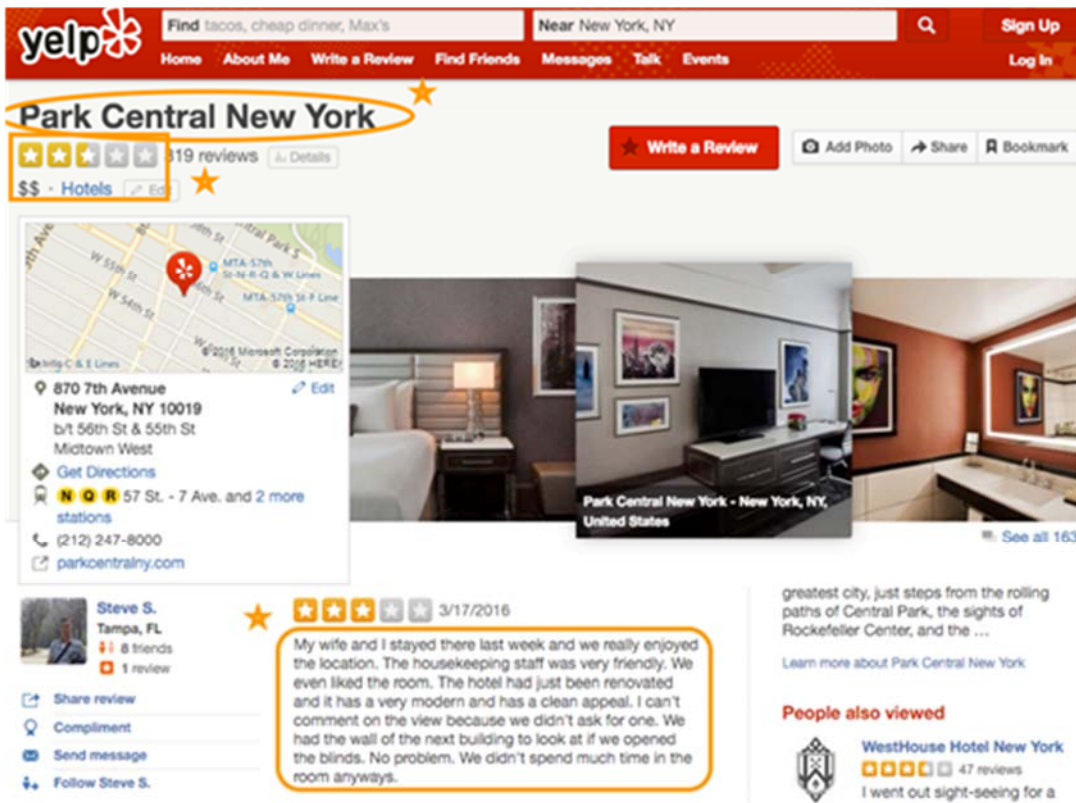 yelp
Find tacos, cheap dinner, Max's
Near New York, NY
Sign Up
Home About Me Write a Review Find Friends Messages Talk Events
Log In
Park Central New York
319 reviews Details
Write a Review
Add Photo Share Bookmark
$$ · Hotels Edit
W 55th St
W 54th St
MTA-57th
St-N-R-Q & W Lines
MTA-57th St-F Line
© 2016 Microsoft Corporation
© 2016 HERE
870 7th Avenue
Edit
New York, NY 10019
b/t 56th St & 55th St
Midtown West
Get Directions
N Q R 57 St. - 7 Ave. and 2 more
stations
(212) 247-8000
parkcentralny.com
Park Central New York - New York, NY,
United States
See all 163
Steve S.
Tampa, FL
8 friends
1 review
Share review
Compliment
Send message
Follow Steve S.
3/17/2016
My wife and I stayed there last week and we really enjoyed
the location. The housekeeping staff was very friendly. We
even liked the room. The hotel had just been renovated
and it has a very modern and has a clean appeal. I can't
comment on the view because we didn't ask for one. We
had the wall of the next building to look at if we opened
the blinds. No problem. We didn't spend much time in the
room anyways.
greatest city, just steps from the rolling
paths of Central Park, the sights of
Rockefeller Center, and the ...
Learn more about Park Central New York
People also viewed
WestHouse Hotel New York
47 reviews
I went out sight-seeing for a